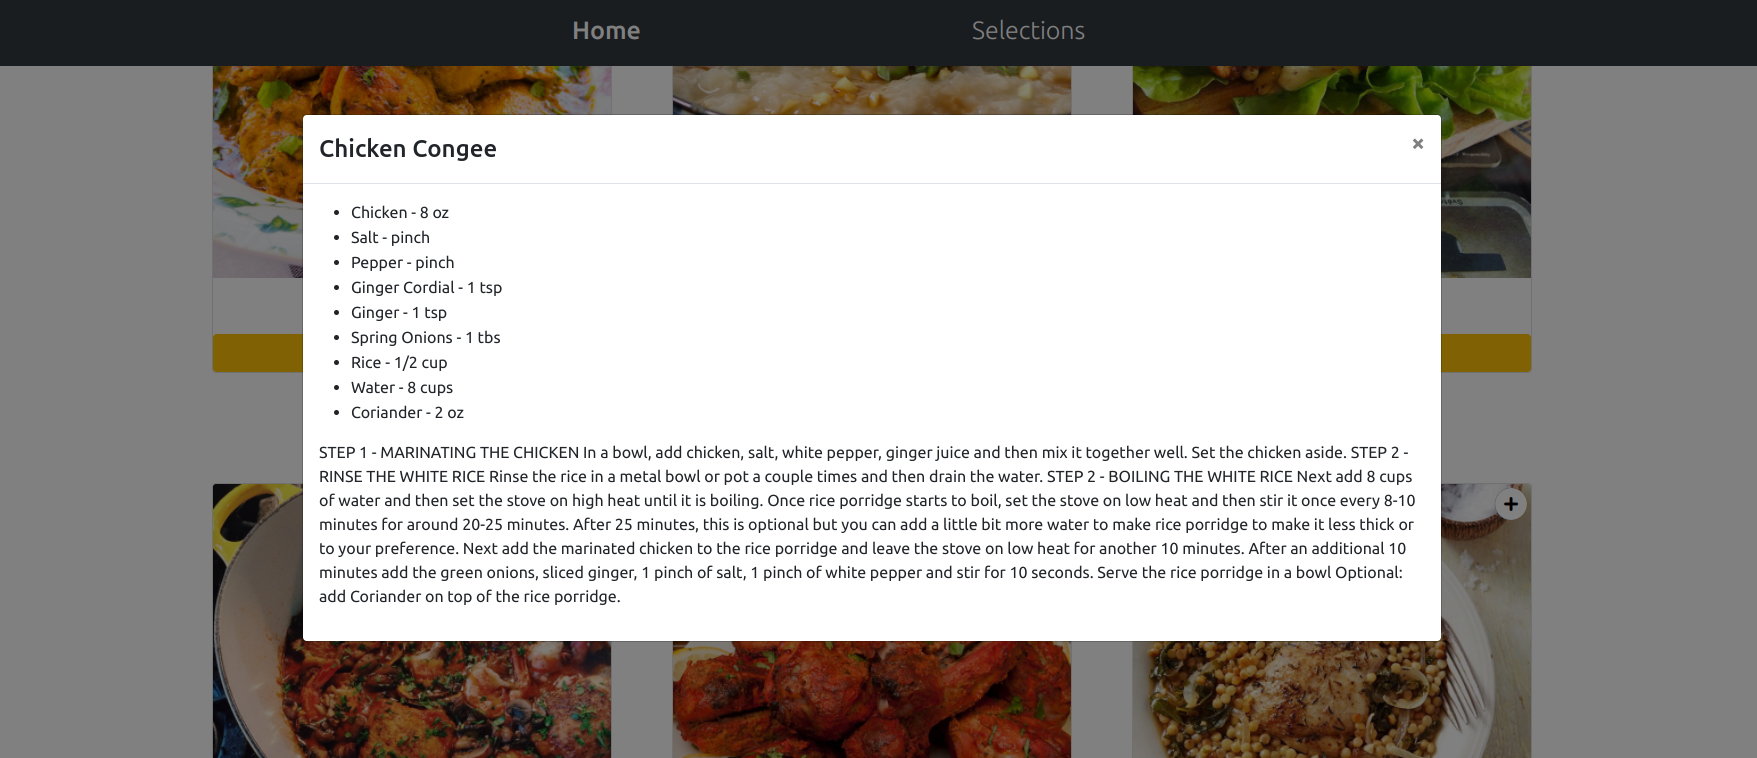 Home
Selections
Chicken Congee
×
Chicken - 8 oz
Salt - pinch
Pepper - pinch
Ginger Cordial - 1 tsp
Ginger - 1 tsp
Spring Onions - 1 tbs
Rice - 1/2 cup
Water - 8 cups
Coriander - 2 oz
STEP 1 - MARINATING THE CHICKEN In a bowl, add chicken, salt, white pepper, ginger juice and then mix it together well. Set the chicken aside. STEP 2 -
RINSE THE WHITE RICE Rinse the rice in a metal bowl or pot a couple times and then drain the water. STEP 2 - BOILING THE WHITE RICE Next add 8 cups
of water and then set the stove on high heat until it is boiling. Once rice porridge starts to boil, set the stove on low heat and then stir it once every 8-10
minutes for around 20-25 minutes. After 25 minutes, this is optional but you can add a little bit more water to make rice porridge to make it less thick or
to your preference. Next add the marinated chicken to the rice porridge and leave the stove on low heat for another 10 minutes. After an additional 10
minutes add the green onions, sliced ginger, 1 pinch of salt, 1 pinch of white pepper and stir for 10 seconds. Serve the rice porridge in a bowl Optional:
add Coriander on top of the rice porridge.